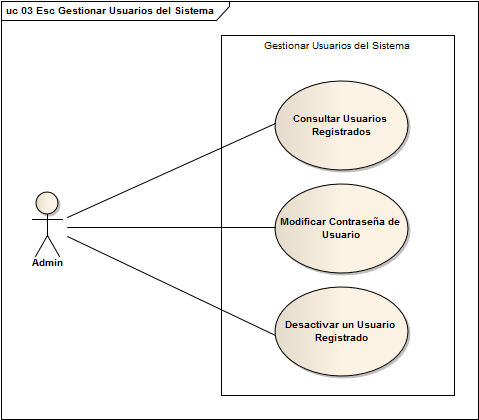 uc 03 Esc Gestionar Usuarios del Sistema
Gestionar Usuarios del Sistema
Consultar Usuarios
Registrados
Modificar Contraseña de
Usuario
Admin
Desactivar un Usuario
Registrado